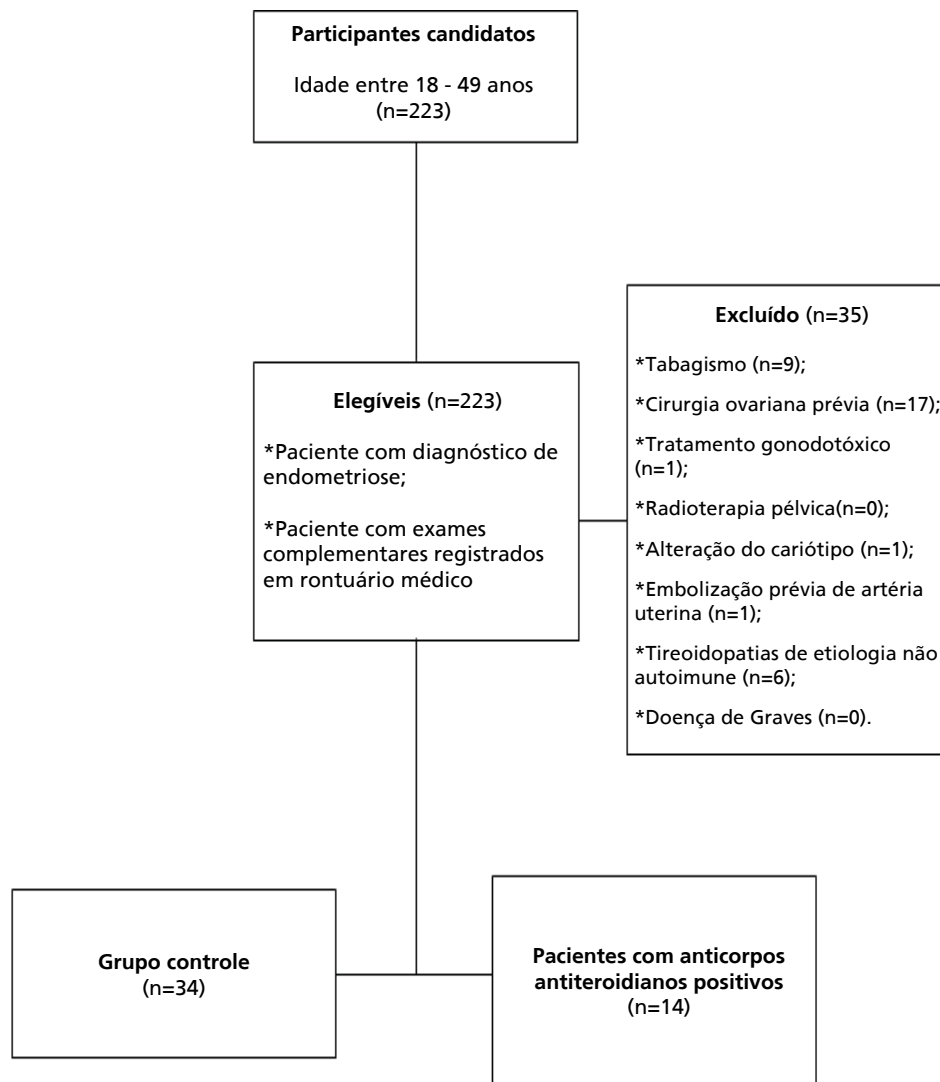 Participantes candidatos
Idade entre 18 - 49 anos
(n=223)
Excluído (n=35)
*Tabagismo (n=9);
*Cirurgia ovariana prévia (n=17);
*Tratamento gonodotóxico
(n=1);
*Radioterapia pélvica(n=0);
*Alteração do cariótipo (n=1);
*Embolização prévia de artéria
uterina (n=1);
*Tireoidopatias de etiologia não
autoimune (n=6);
*Doença de Graves (n=0).
Elegíveis (n=223)
*Paciente com diagnóstico de
endometriose;
*Paciente com exames
complementares registrados
em rontuário médico
Grupo controle
(n=34)
Pacientes com anticorpos
antiteroidianos positivos
(n=14)